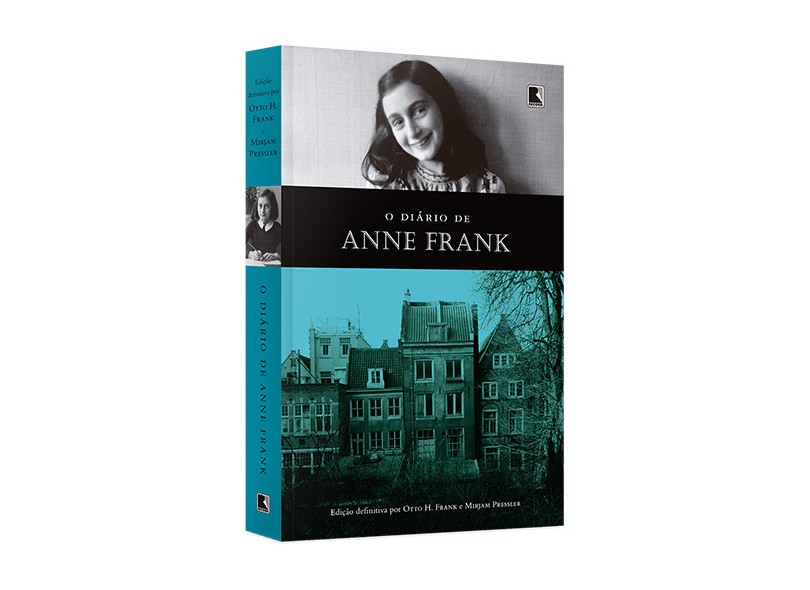 Edição
definitiva por
OTTO H.
FRANK
e
MIRJAM
PRESSLER
O DIÁRIO DE ANNE FRANK
RECORD
O DIÁRIO DE
ANNE FRANK
Edição definitiva por OTTO H. FRANK e MIRJAM PRESSLER